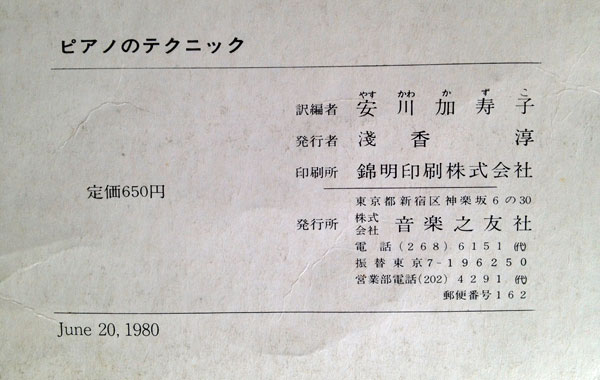 ピアノのテクニック
やす かわ か ず こ
訳編者 安川加寿子
発行者 淺香淳
印刷所 錦明印刷株式会社
定価650円
東京都新宿区神楽坂6の30
発行所 株式会社 音楽之友社
電話(268)6151(代)
振替東京7-196250
営業部電話(202)4291(代)
郵便番号162
June 20, 1980